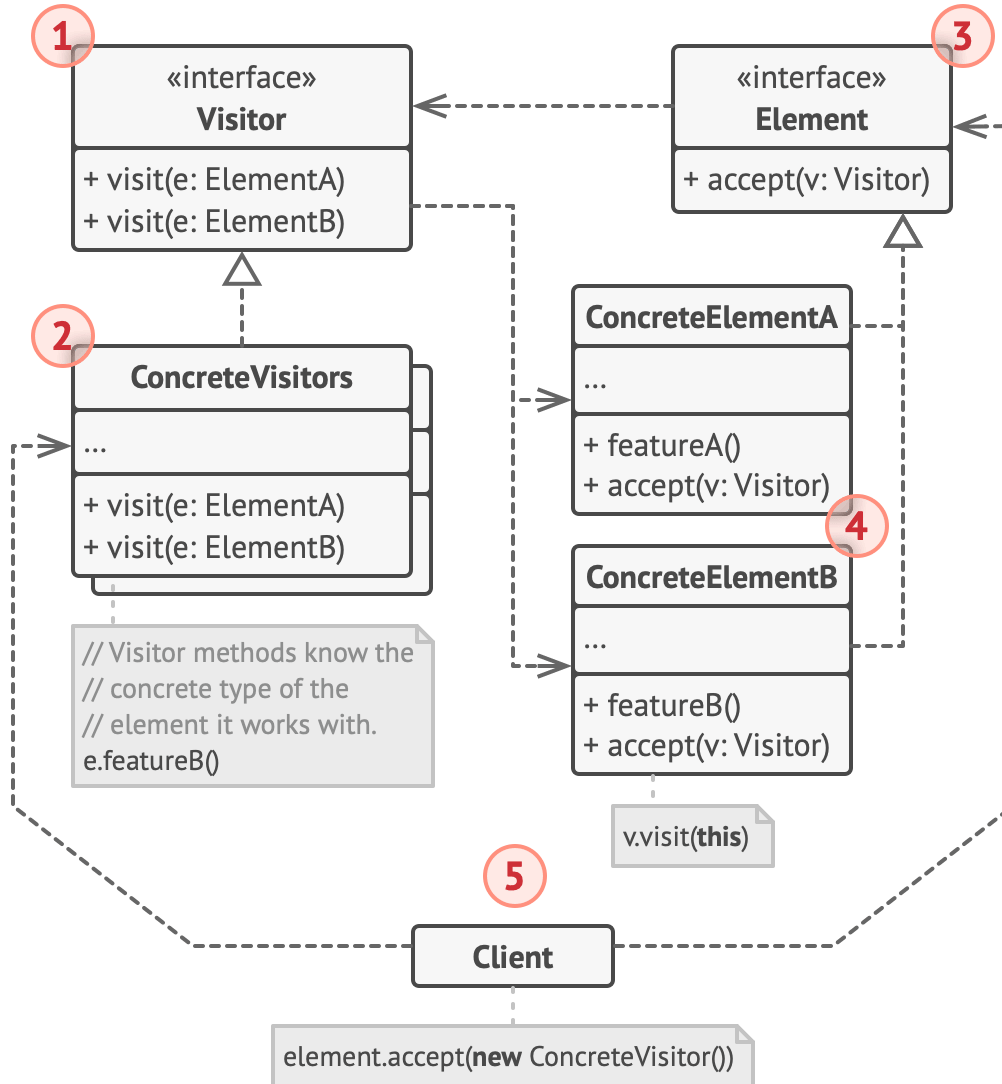 1
«interface»
Visitor
+ visit(e: ElementA)
+ visit(e: ElementB)
3
«interface»
Element
+ accept(v: Visitor)
2
ConcreteVisitors
...
+ visit(e: ElementA)
+ visit(e: ElementB)
// Visitor methods know the
// concrete type of the
// element it works with.
e.featureB()
ConcreteElementA
...
+ featureA()
+ accept(v: Visitor)
4
ConcreteElementB
...
+ featureB()
+ accept(v: Visitor)
v.visit(this)
5
Client
element.accept(new ConcreteVisitor())